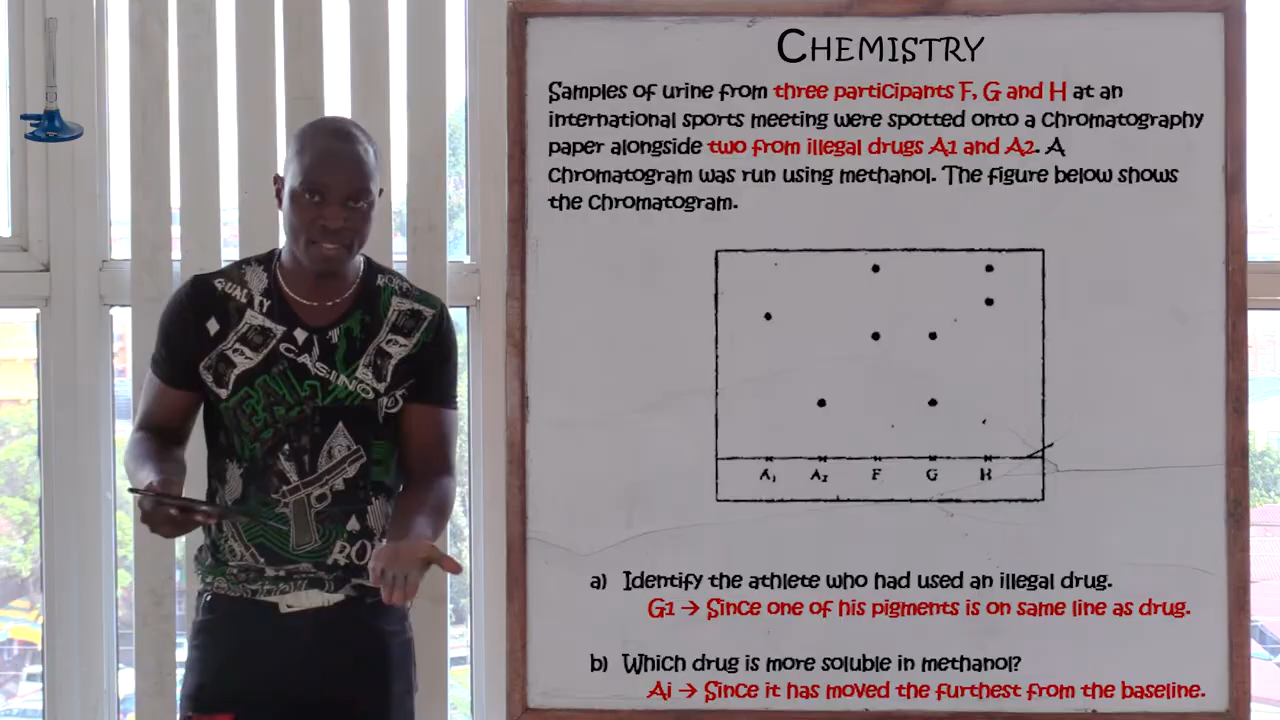 CHEMISTRY
Samples of urine from three participants F, G and H at an
international sports meeting were spotted onto a chromatography
paper alongside two from illegal drugs A1 and A2. A
chromatogram was run using methanol. The figure below shows
the chromatogram.
A₁ A₂ F G H
a) Identify the athlete who had used an illegal drug.
G1 → Since one of his pigments is on same line as drug.
b) Which drug is more soluble in methanol?
Ai → Since it has moved the furthest from the baseline.
QUALITY
CASINO
REAL